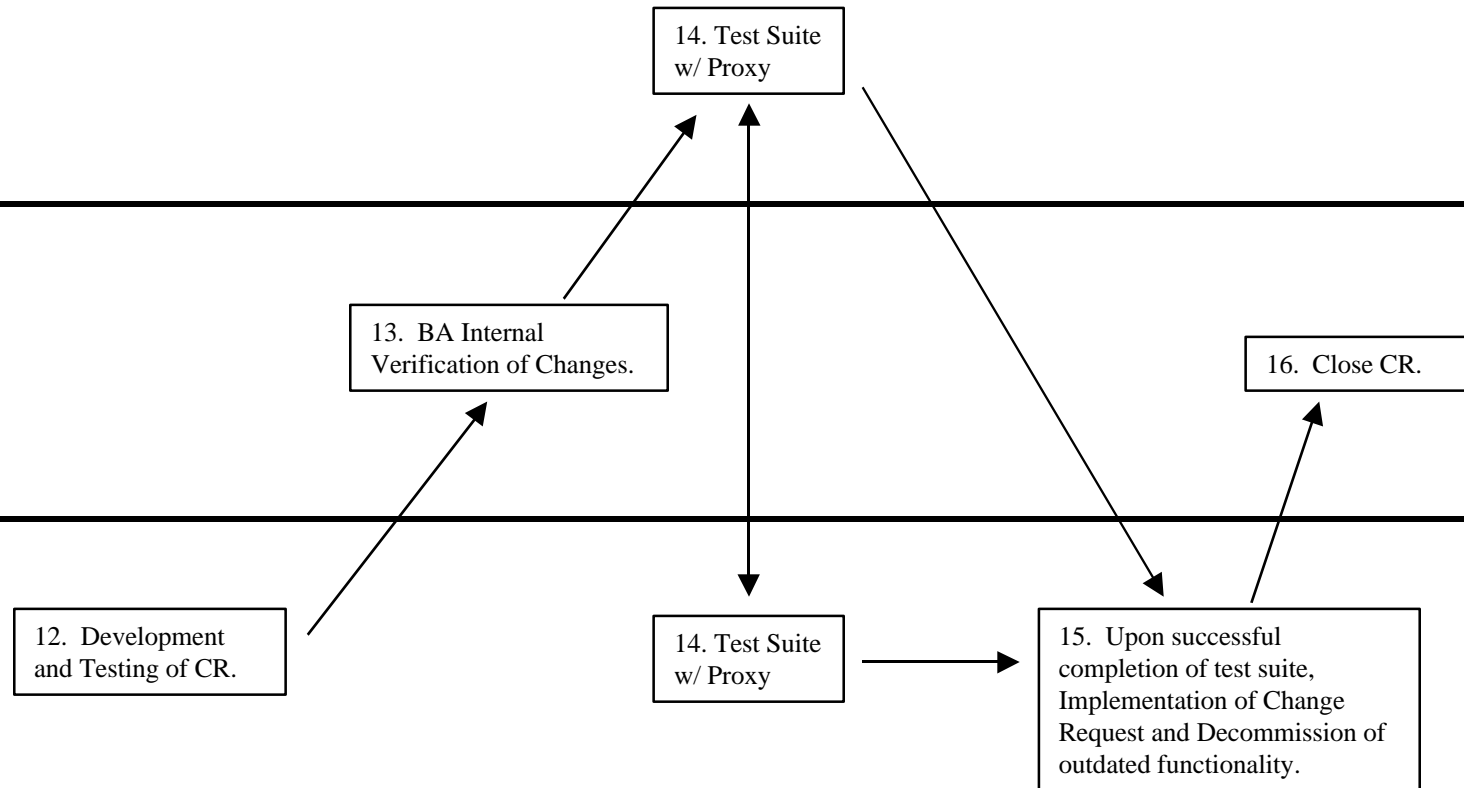 14. Test Suite
w/ Proxy
13. BA Internal
Verification of Changes.
16. Close CR.
12. Development
and Testing of CR.
14. Test Suite
w/ Proxy
15. Upon successful
completion of test suite,
Implementation of Change
Request and Decommission of
outdated functionality.